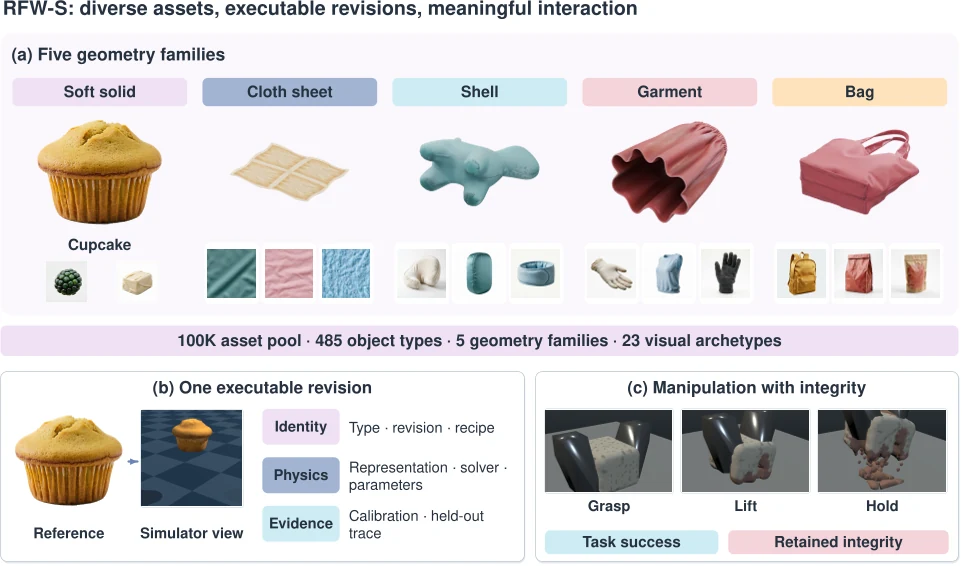 RFW-S: diverse assets, executable revisions, meaningful interaction
(a) Five geometry families
Soft solid
Cloth sheet
Shell
Garment
Bag
Cupcake
100K asset pool · 485 object types · 5 geometry families · 23 visual archetypes
(b) One executable revision
Reference
Simulator view
Identity
Type · revision · recipe
Physics
Representation · solver ·
parameters
Evidence
Calibration · held-out
trace
(c) Manipulation with integrity
Grasp
Lift
Hold
Task success
Retained integrity